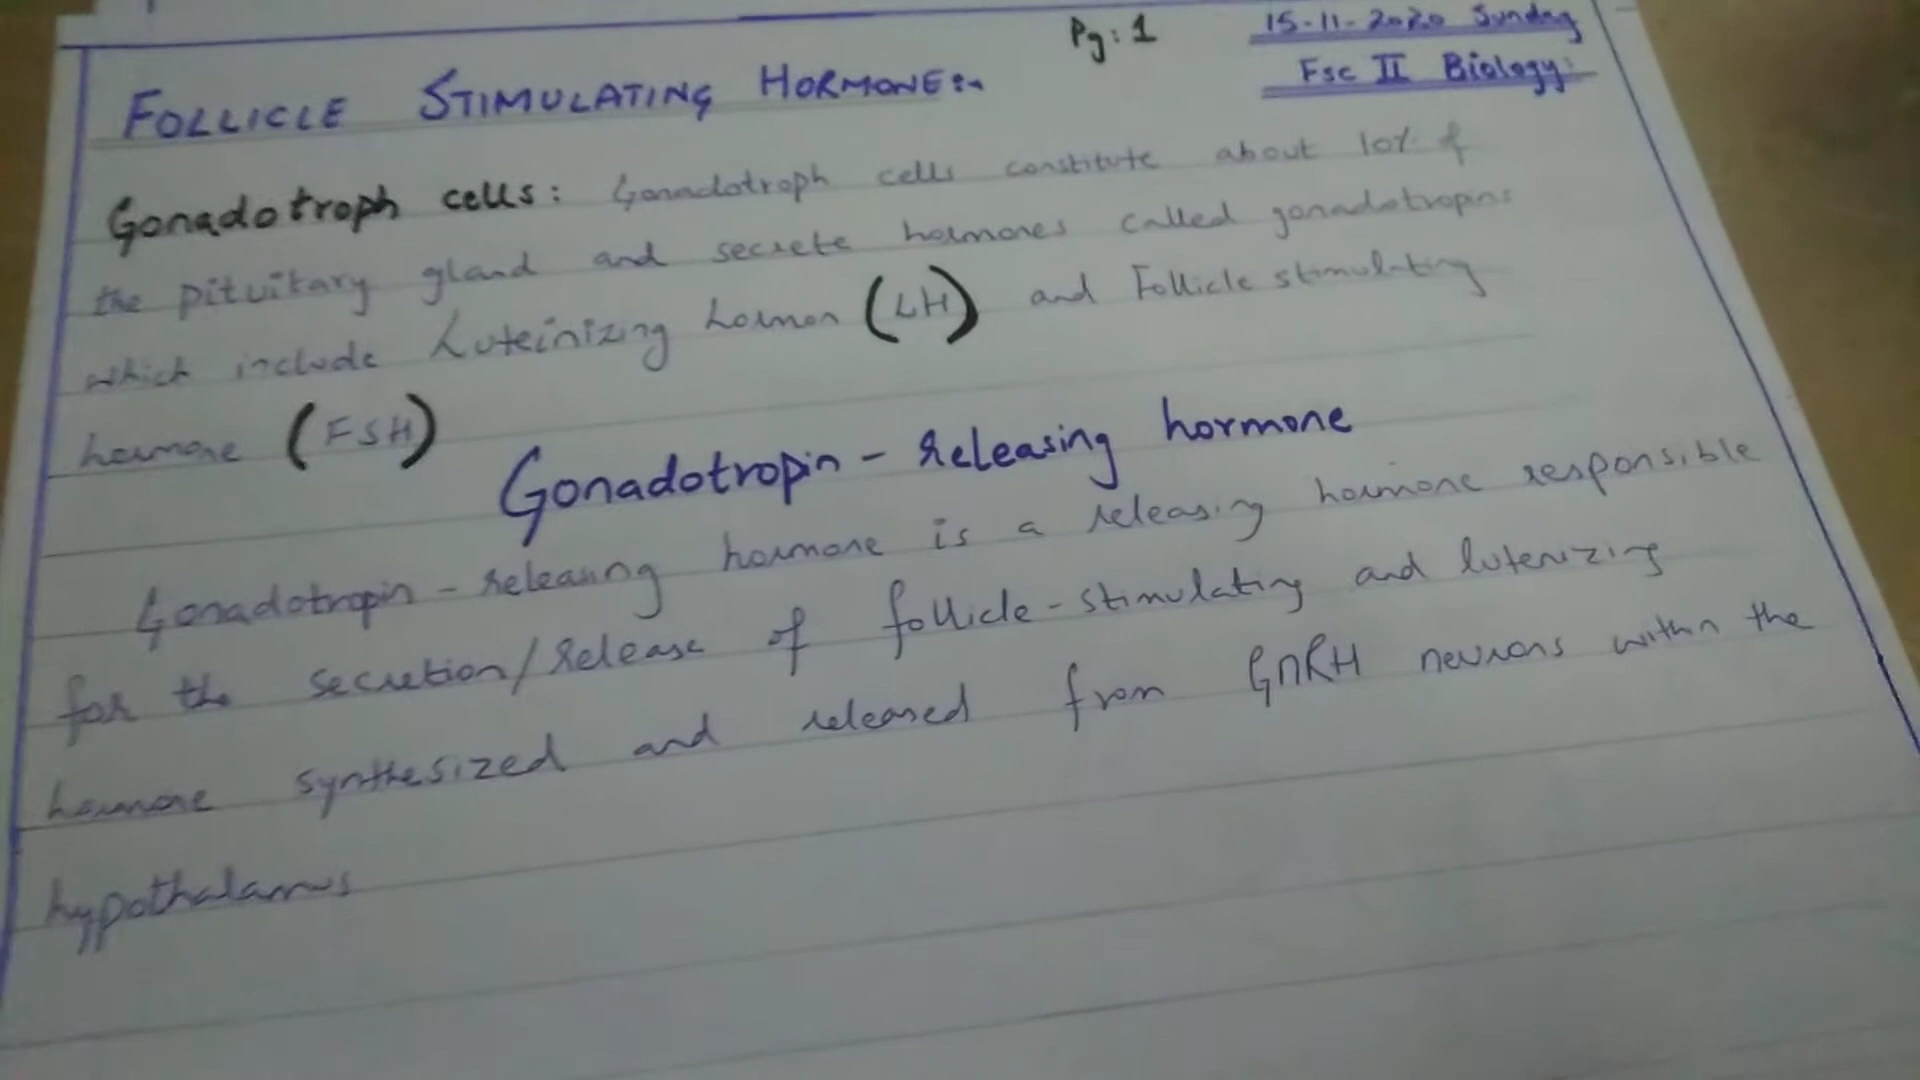 Pg: 1
15-11-2020 Sunday
Fsc II Biology:
FOLLICLE STIMULATING HORMONE:-
Gonadotroph cells: Gonadotroph cells constitute about 10% of
the pituitary gland and secrete hormones called gonadotropins
which include Luteinizing hormon (LH) and Follicle stimulating
hormone (FSH)
Gonadotropin - releasing hormone
Gonadotropin - releasing hormone is a releasing hormone responsible
for the secretion/release of follicle-stimulating and lutenizing
hormone synthesized and released from GnRH neurons within the
hypothalamus